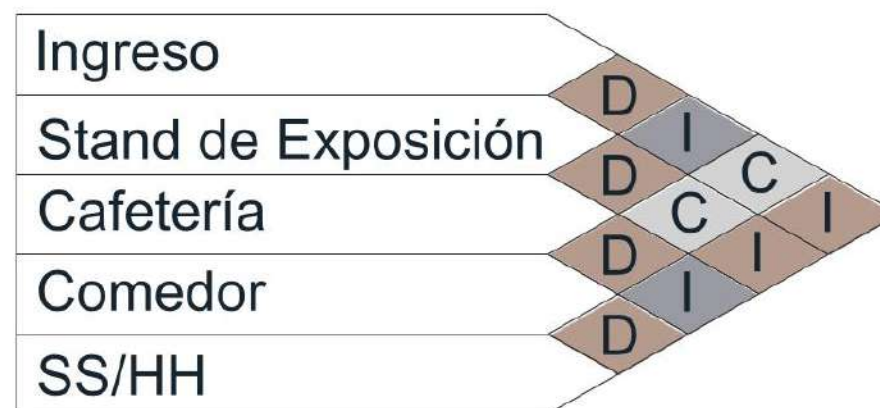 Ingreso
D
I
Stand de Exposición
C
D
Cafetería
C
I
D
I
Comedor
I
D
SS/HH